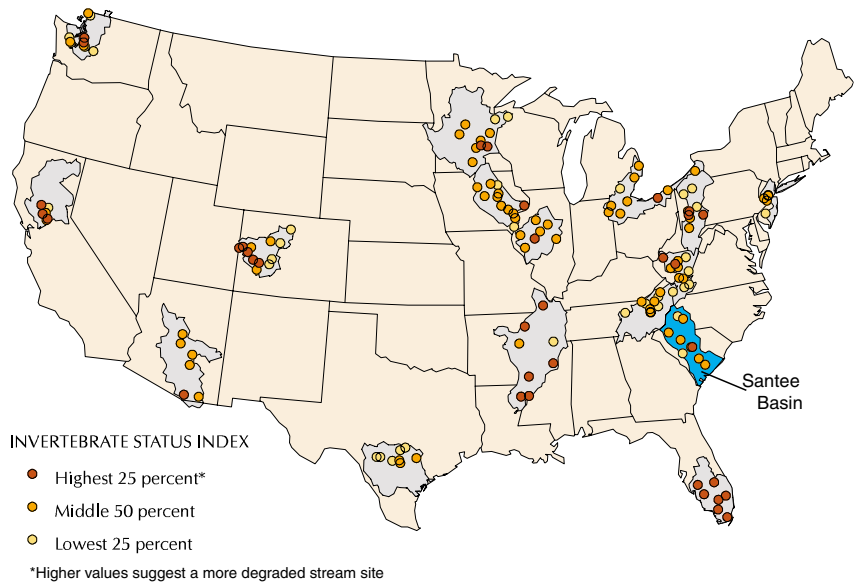 Santee
Basin
INVERTEBRATE STATUS INDEX
Highest 25 percent*
Middle 50 percent
Lowest 25 percent
*Higher values suggest a more degraded stream site